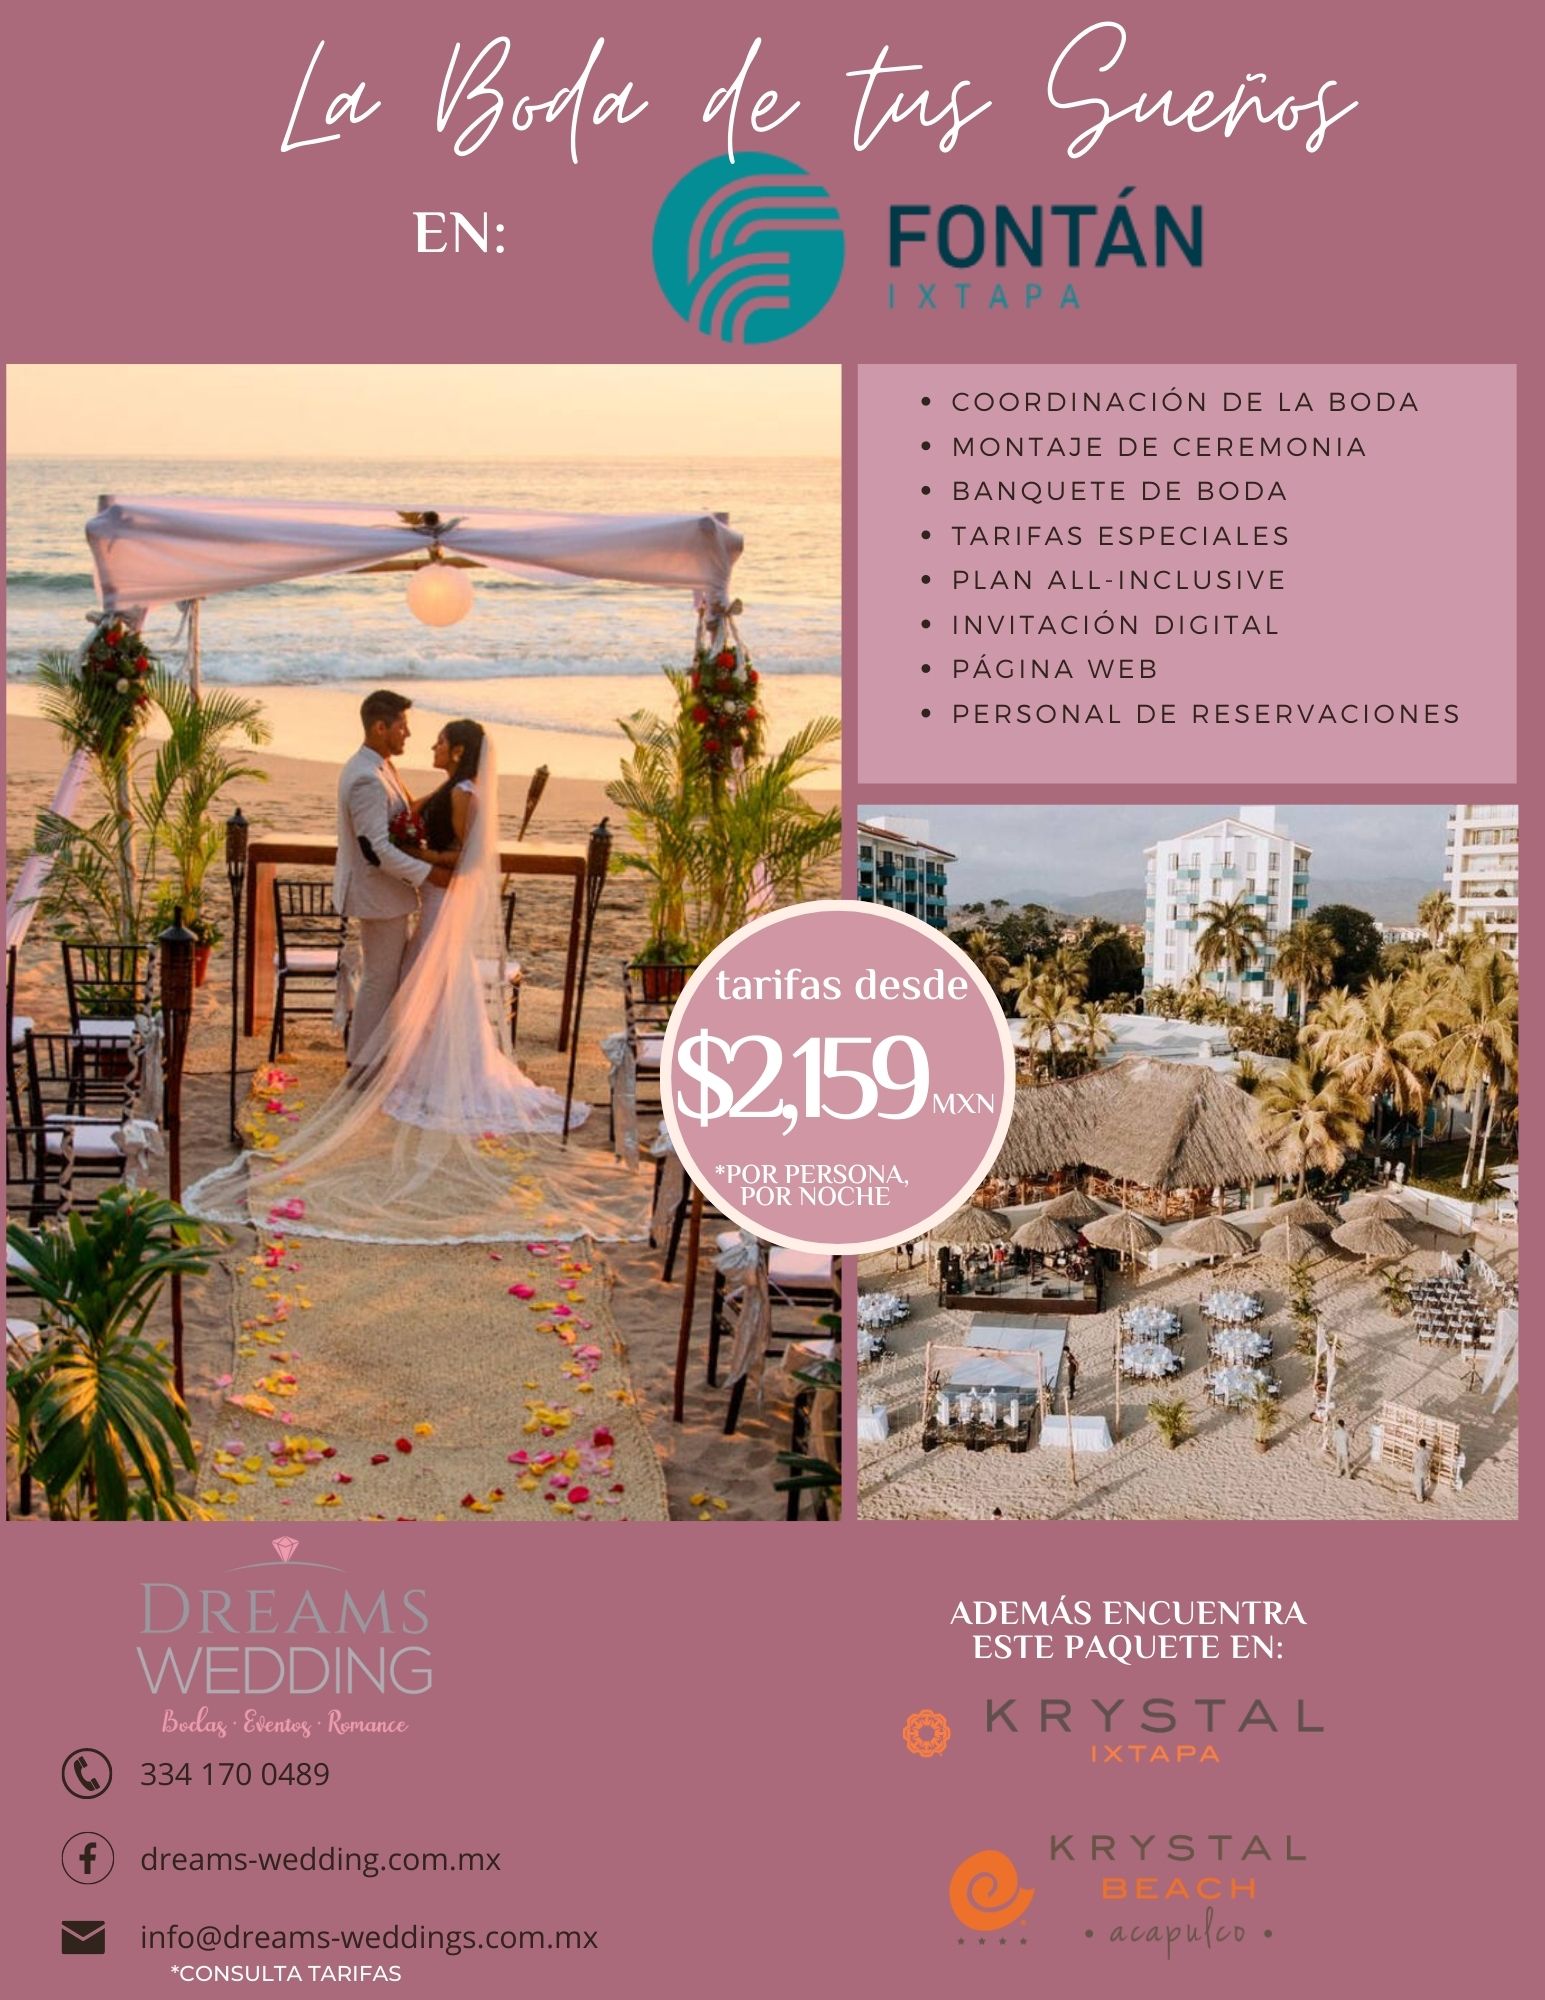 La Boda de tus Sueños
EN:
FONTÁN
IXTAPA
• COORDINACIÓN DE LA BODA
• MONTAJE DE CEREMONIA
• BANQUETE DE BODA
• TARIFAS ESPECIALES
• PLAN ALL-INCLUSIVE
• INVITACIÓN DIGITAL
• PÁGINA WEB
• PERSONAL DE RESERVACIONES
tarifas desde
$2,159 MXN
*POR PERSONA,
POR NOCHE
DREAMS
WEDDING
Bodas · Eventos · Romance
334 170 0489
dreams-wedding.com.mx
info@dreams-weddings.com.mx
*CONSULTA TARIFAS
ADEMÁS ENCUENTRA
ESTE PAQUETE EN:
KRYSTAL
IXTAPA
KRYSTAL
BEACH
• acapulco •